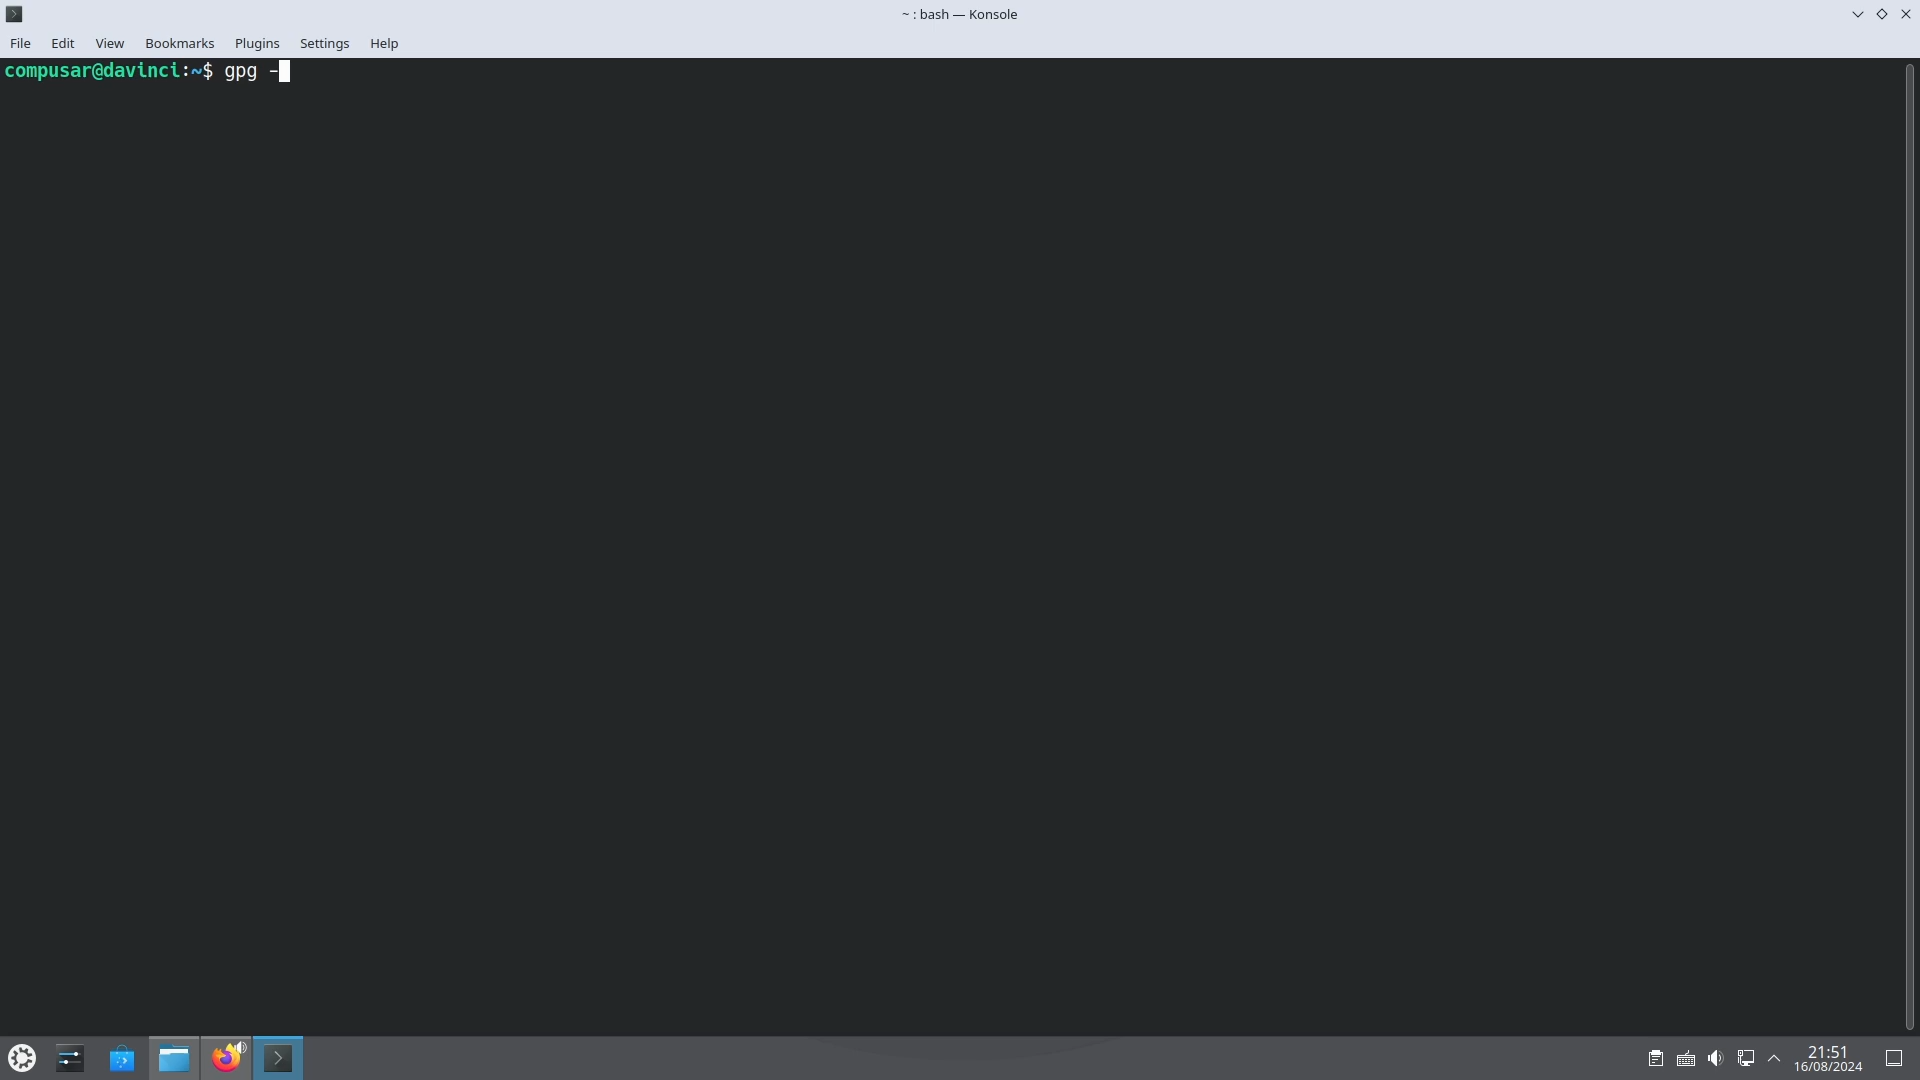 ~ : bash — Konsole
File Edit View Bookmarks Plugins Settings Help
compusar@davinci:~$ gpg -
21:51
16/08/2024